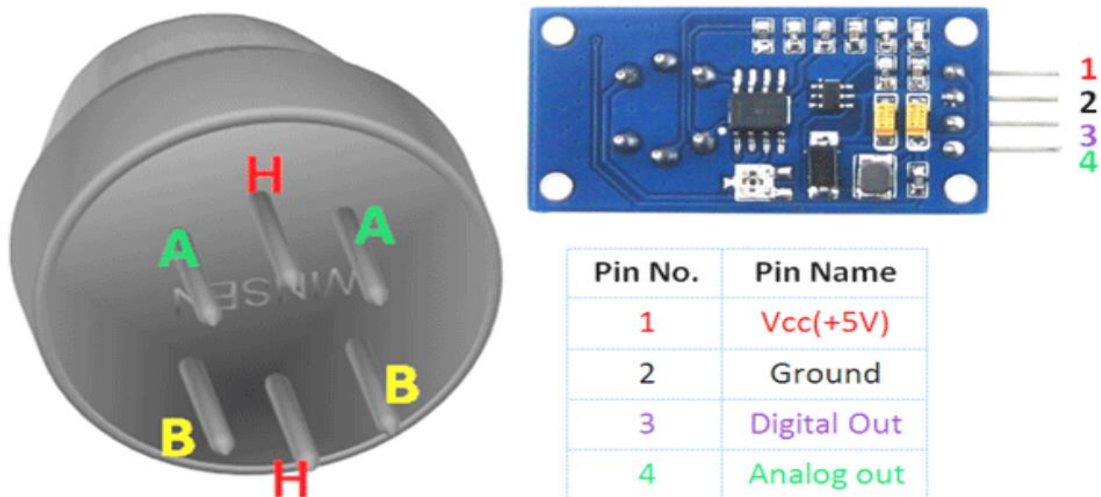 H
A
A
WINSEN
B
B
H
1
2
3
4
Pin No. Pin Name
1 Vcc(+5V)
2 Ground
3 Digital Out
4 Analog out